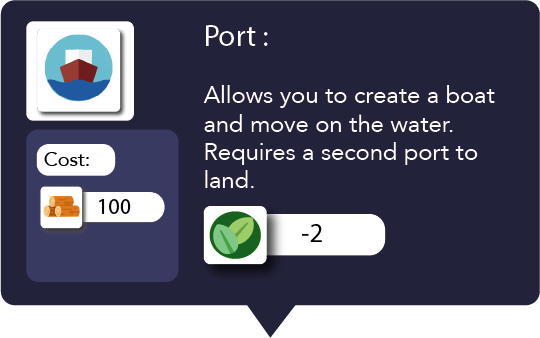 Port :
Allows you to create a boat
and move on the water.
Requires a second port to
land.
Cost:
100
-2